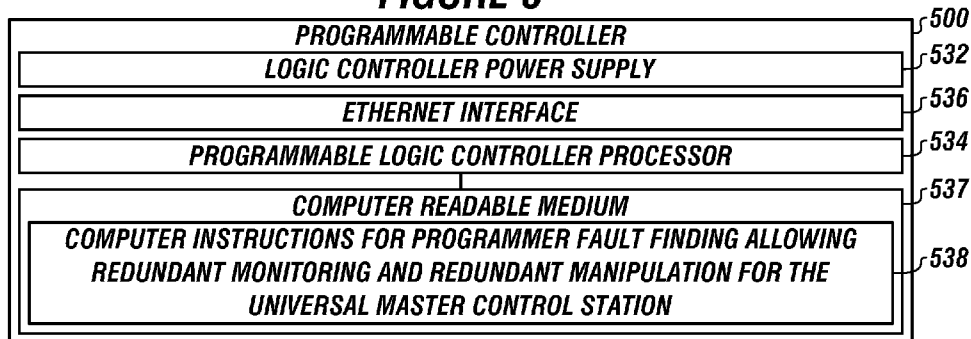 PROGRAMMABLE CONTROLLER
500
LOGIC CONTROLLER POWER SUPPLY
532
ETHERNET INTERFACE
536
PROGRAMMABLE LOGIC CONTROLLER PROCESSOR
534
COMPUTER READABLE MEDIUM
537
COMPUTER INSTRUCTIONS FOR PROGRAMMER FAULT FINDING ALLOWING
REDUNDANT MONITORING AND REDUNDANT MANIPULATION FOR THE
UNIVERSAL MASTER CONTROL STATION
538